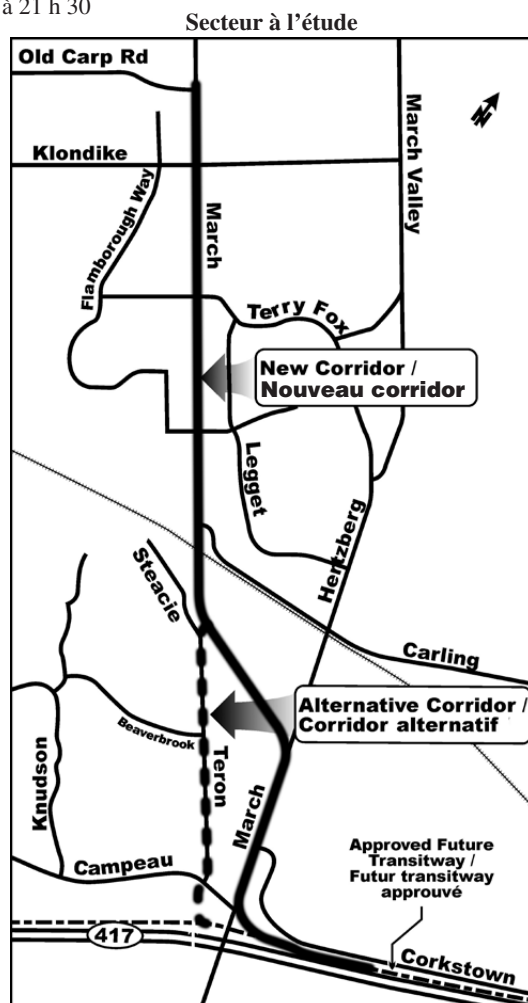 à 21 h 30
Secteur à l'étude
Old Carp Rd
N
March Valley
Klondike
Flamborough Way
March
Terry Fox
New Corridor /
Nouveau corridor
Legget
Hertzberg
Steacie
Carling
Alternative Corridor /
Corridor alternatif
Beaverbrook
Teron
Knudson
March
Campeau
Approved Future
Transitway /
Futur transitway
approuvé
417
Corkstown